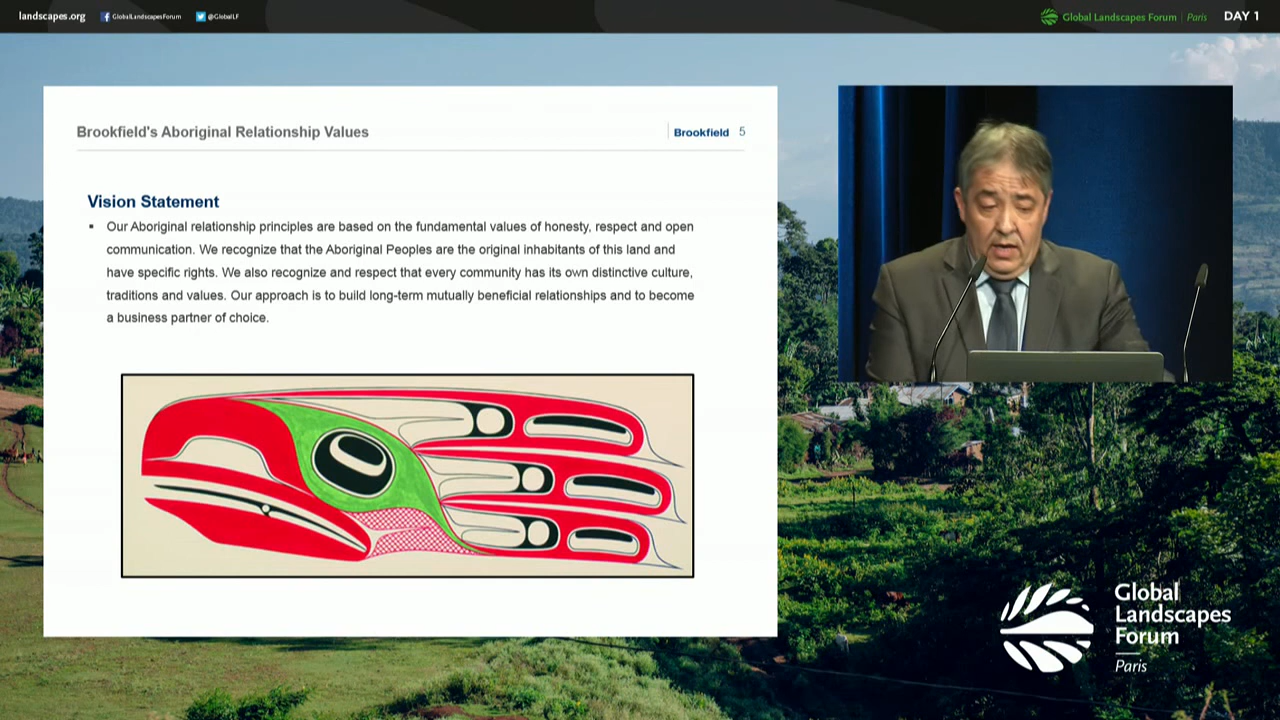 landscapes.org GlobalLandscapesForum @GlobalLF
Global Landscapes Forum | Paris DAY 1
Brookfield's Aboriginal Relationship Values
Brookfield 5
Vision Statement
▪ Our Aboriginal relationship principles are based on the fundamental values of honesty, respect and open
communication. We recognize that the Aboriginal Peoples are the original inhabitants of this land and
have specific rights. We also recognize and respect that every community has its own distinctive culture,
traditions and values. Our approach is to build long-term mutually beneficial relationships and to become
a business partner of choice.
Global
Landscapes
Forum
Paris